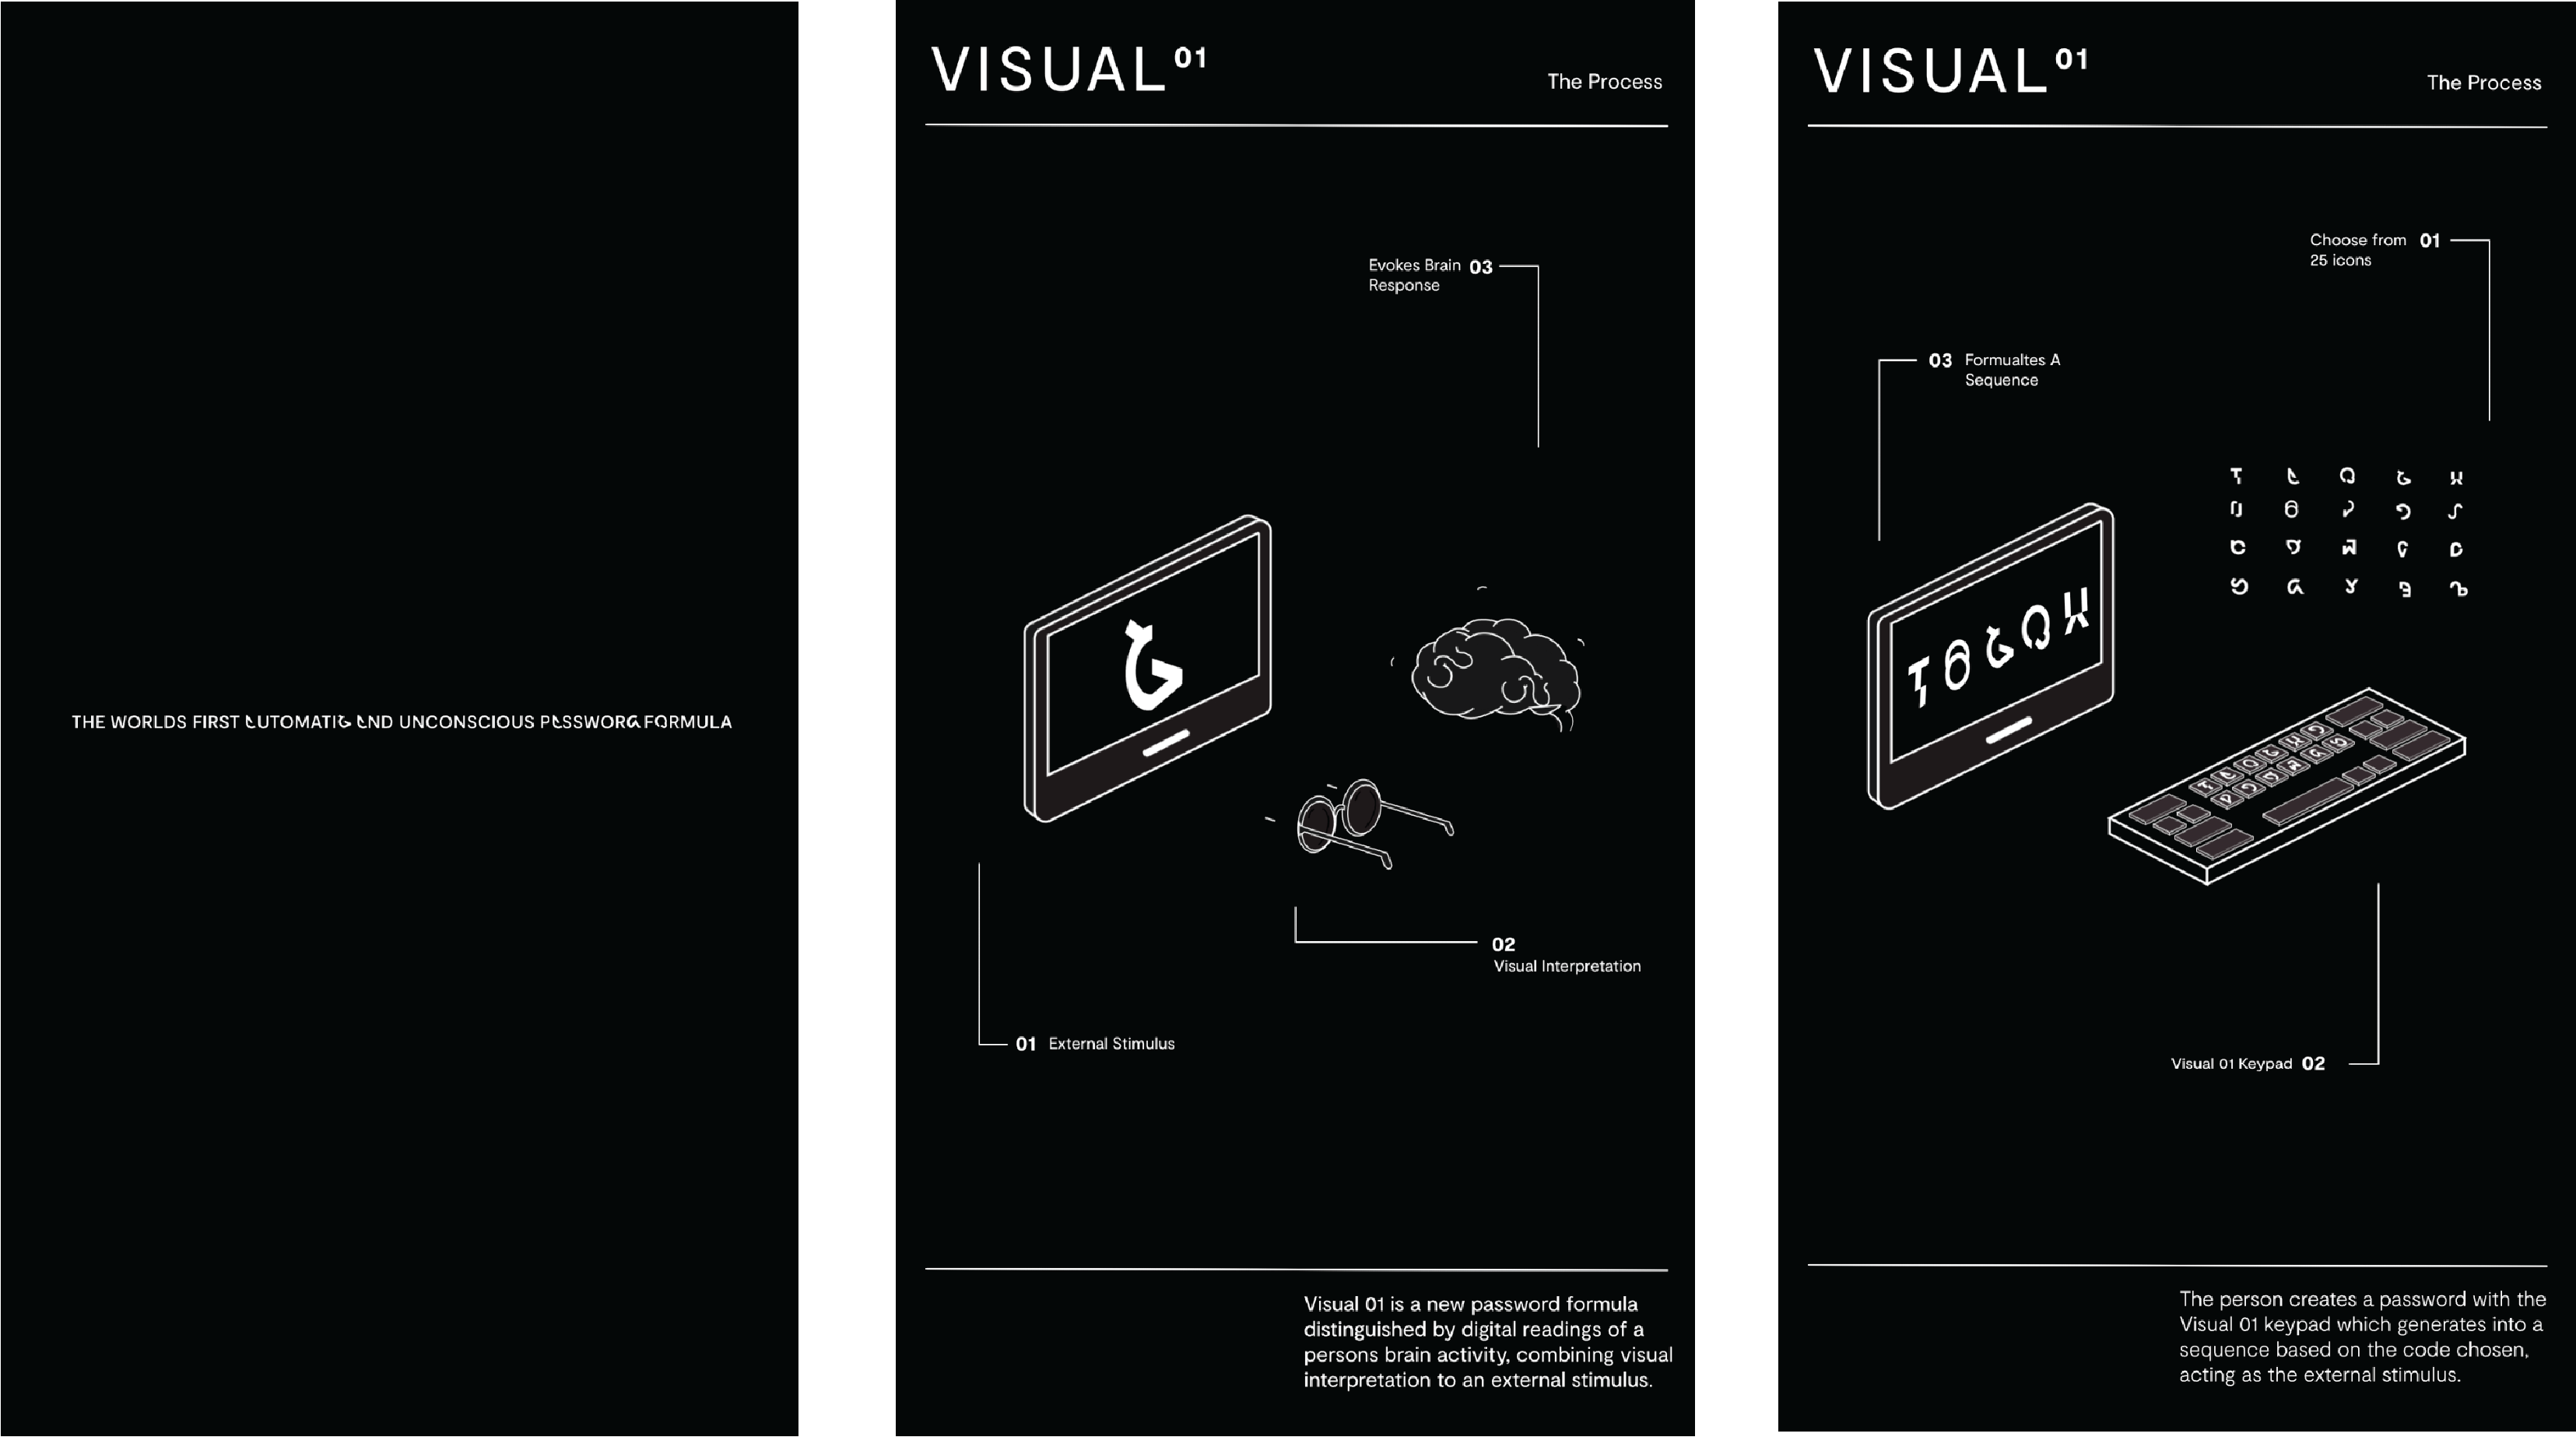 THE WORLDS FIRST AUTOMATIC AND UNCONSCIOUS PASSWORD FORMULA
VISUAL 01
The Process
Evokes Brain 03
Response
02
Visual Interpretation
01 External Stimulus
Visual 01 is a new password formula
distinguished by digital readings of a
persons brain activity, combining visual
interpretation to an external stimulus.
VISUAL 01
The Process
Choose from 01
25 icons
03 Formualtes A
Sequence
Visual 01 Keypad 02
The person creates a password with the
Visual 01 keypad which generates into a
sequence based on the code chosen,
acting as the external stimulus.